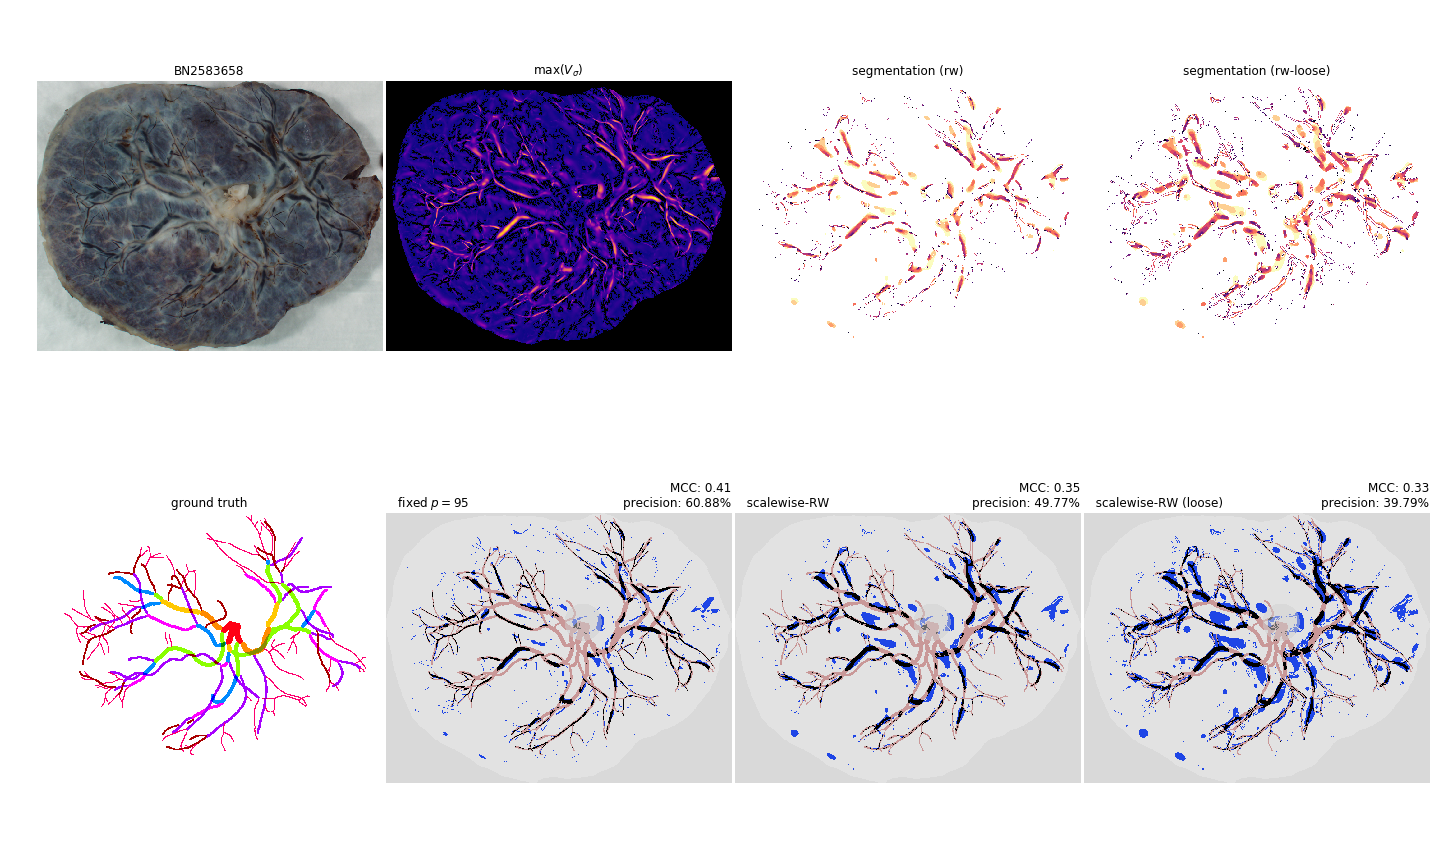 BN2583658
max(V_σ)
segmentation (rw)
segmentation (rw-loose)
ground truth
fixed p = 95
MCC: 0.41
precision: 60.88%
scalewise-RW
MCC: 0.35
precision: 49.77%
scalewise-RW (loose)
MCC: 0.33
precision: 39.79%